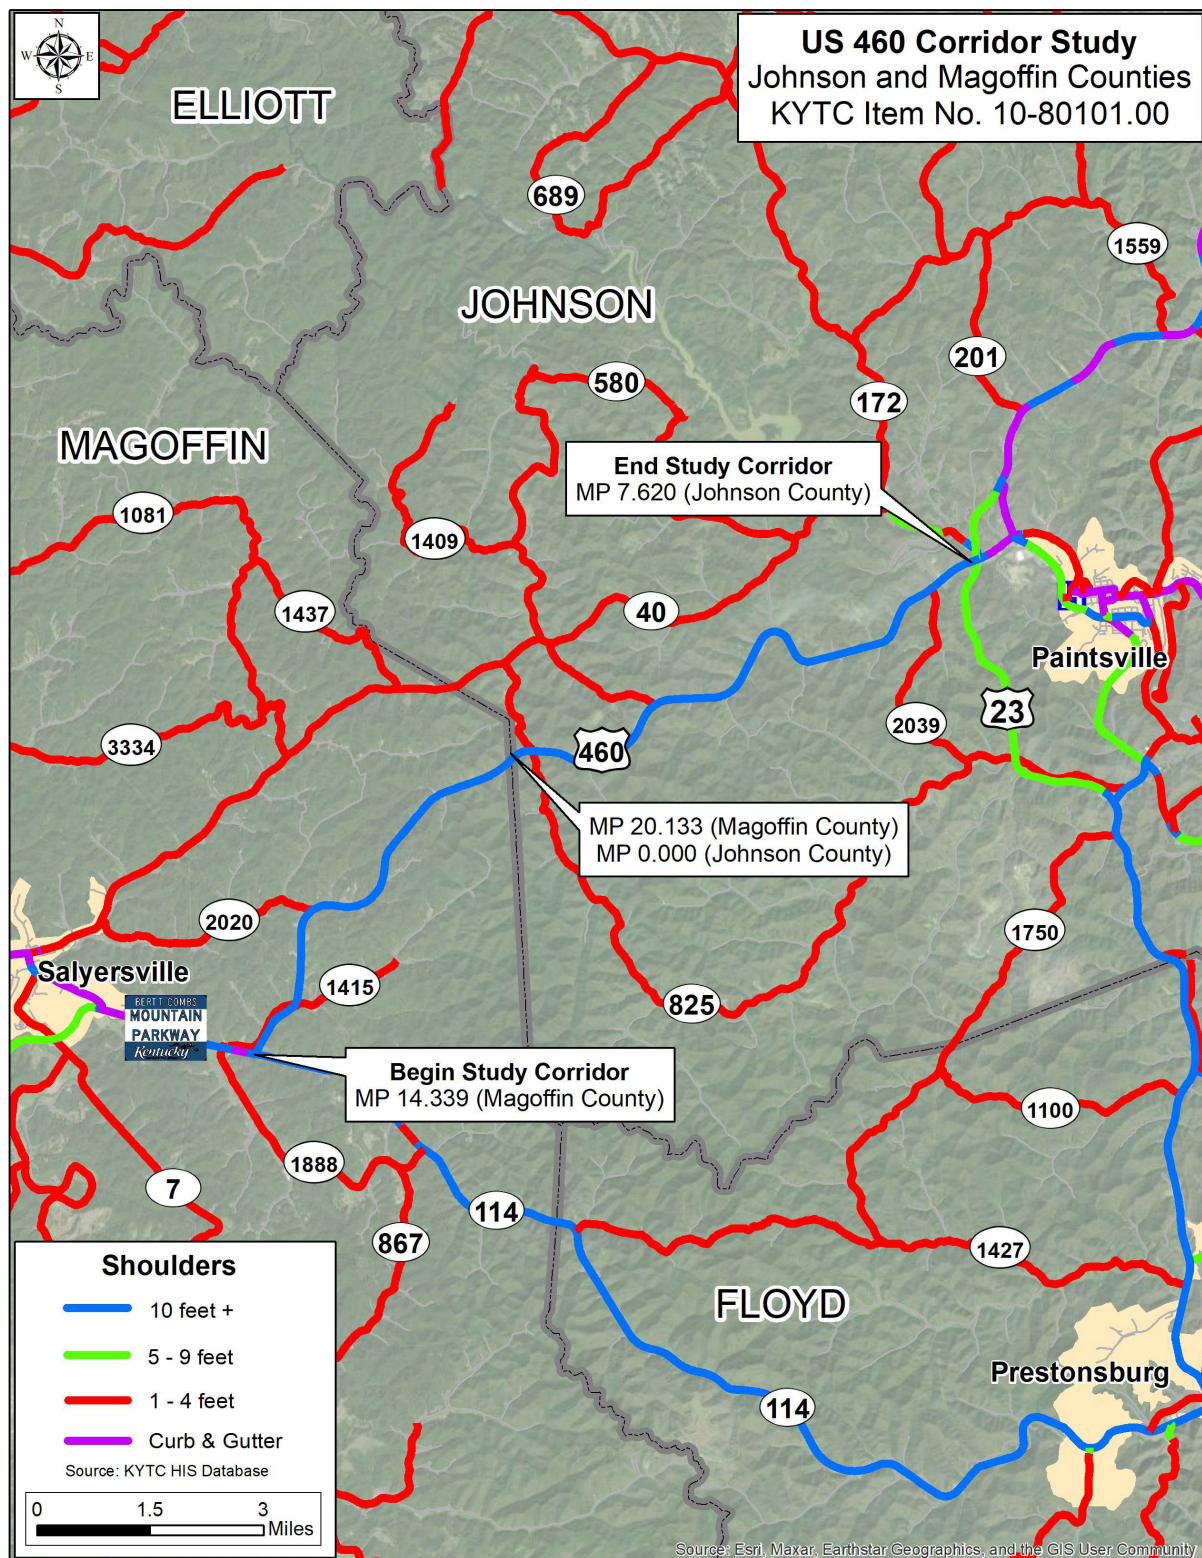 US 460 Corridor Study
Johnson and Magoffin Counties
KYTC Item No. 10-80101.00
N
W E
S
ELLIOTT
689
1559
JOHNSON
201
580
172
MAGOFFIN
End Study Corridor
MP 7.620 (Johnson County)
1081
1409
1437
40
Paintsville
23
2039
3334
460
MP 20.133 (Magoffin County)
MP 0.000 (Johnson County)
2020
1750
Salyersville
1415
825
BERT T COMBS
MOUNTAIN
PARKWAY
Kentucky
Begin Study Corridor
MP 14.339 (Magoffin County)
1100
1888
7
114
867
1427
FLOYD
Prestonsburg
114
Shoulders
10 feet +
5 - 9 feet
1 - 4 feet
Curb & Gutter
Source: KYTC HIS Database
0 1.5 3
Miles
Source: Esri, Maxar, Earthstar Geographics, and the GIS User Community